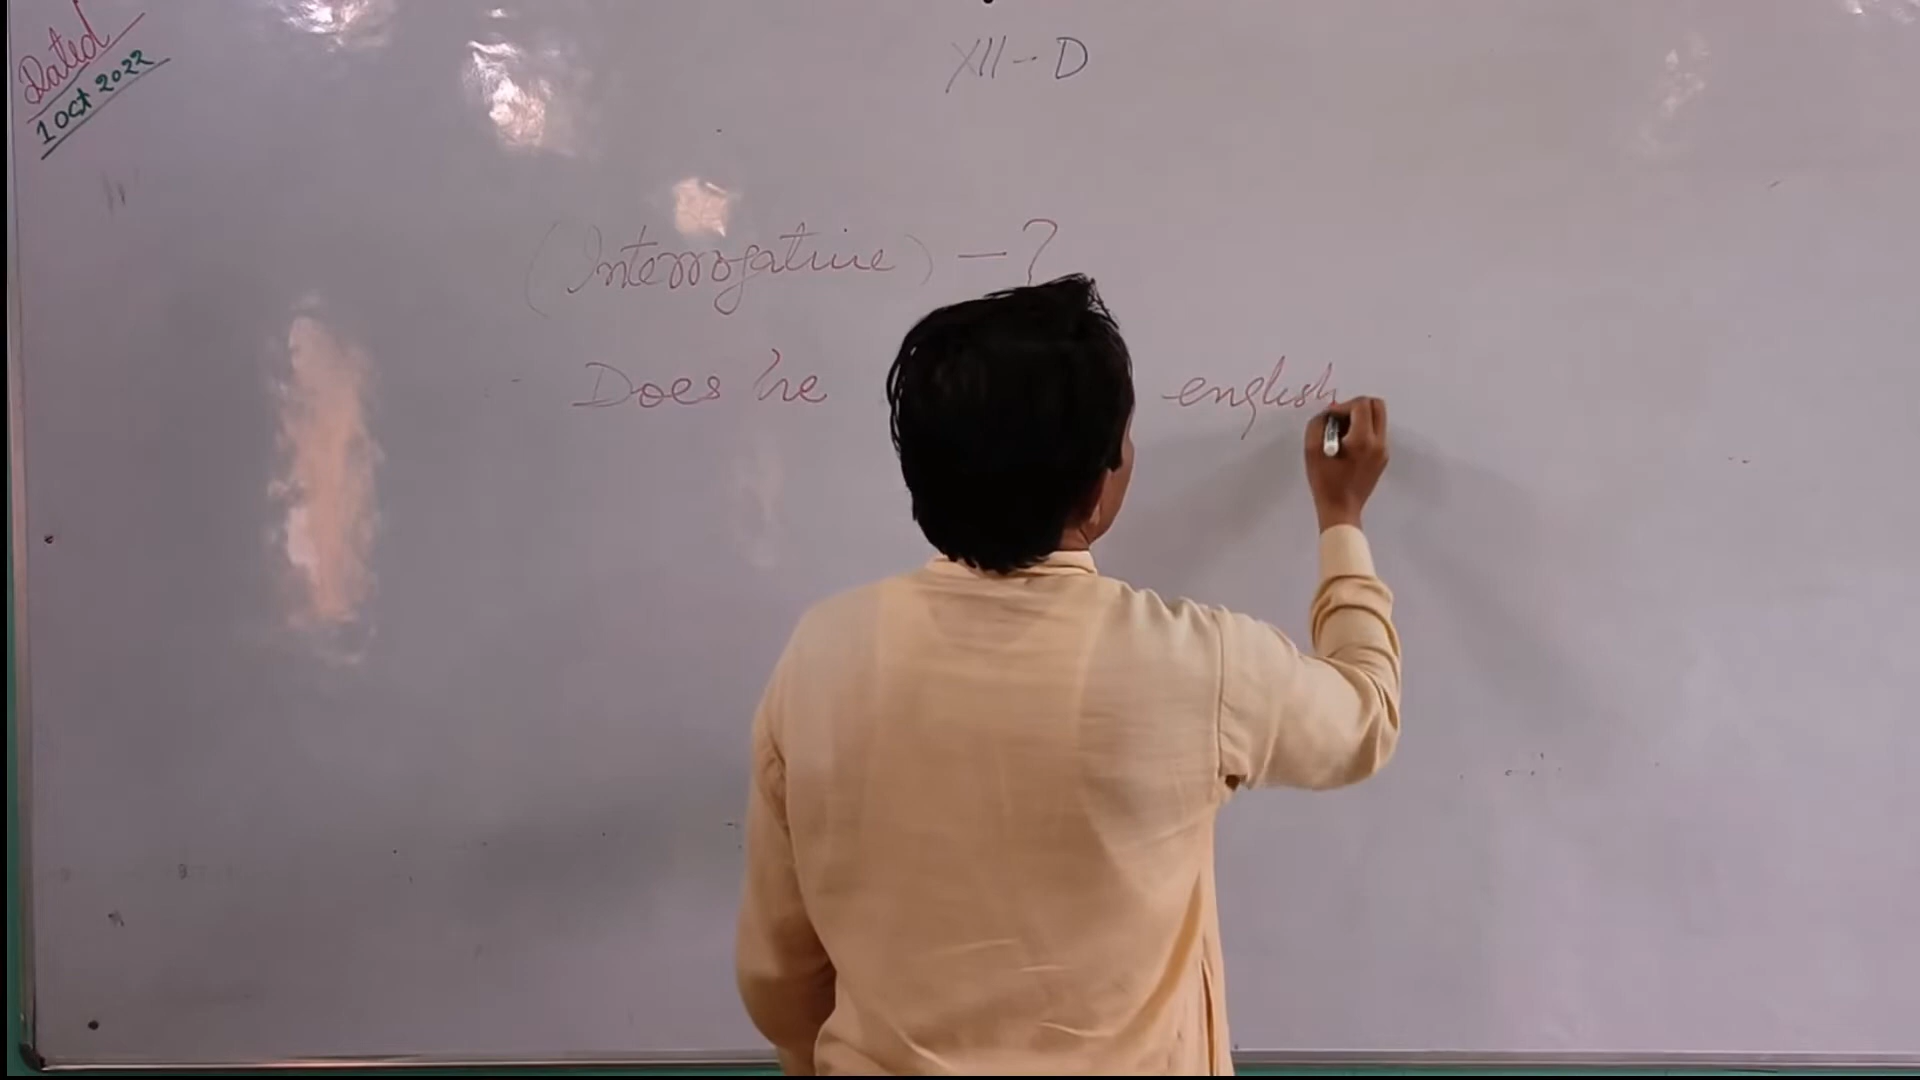 Dated
1 Oct 2022
XII - D
(Interrogative) - ?
Does he english